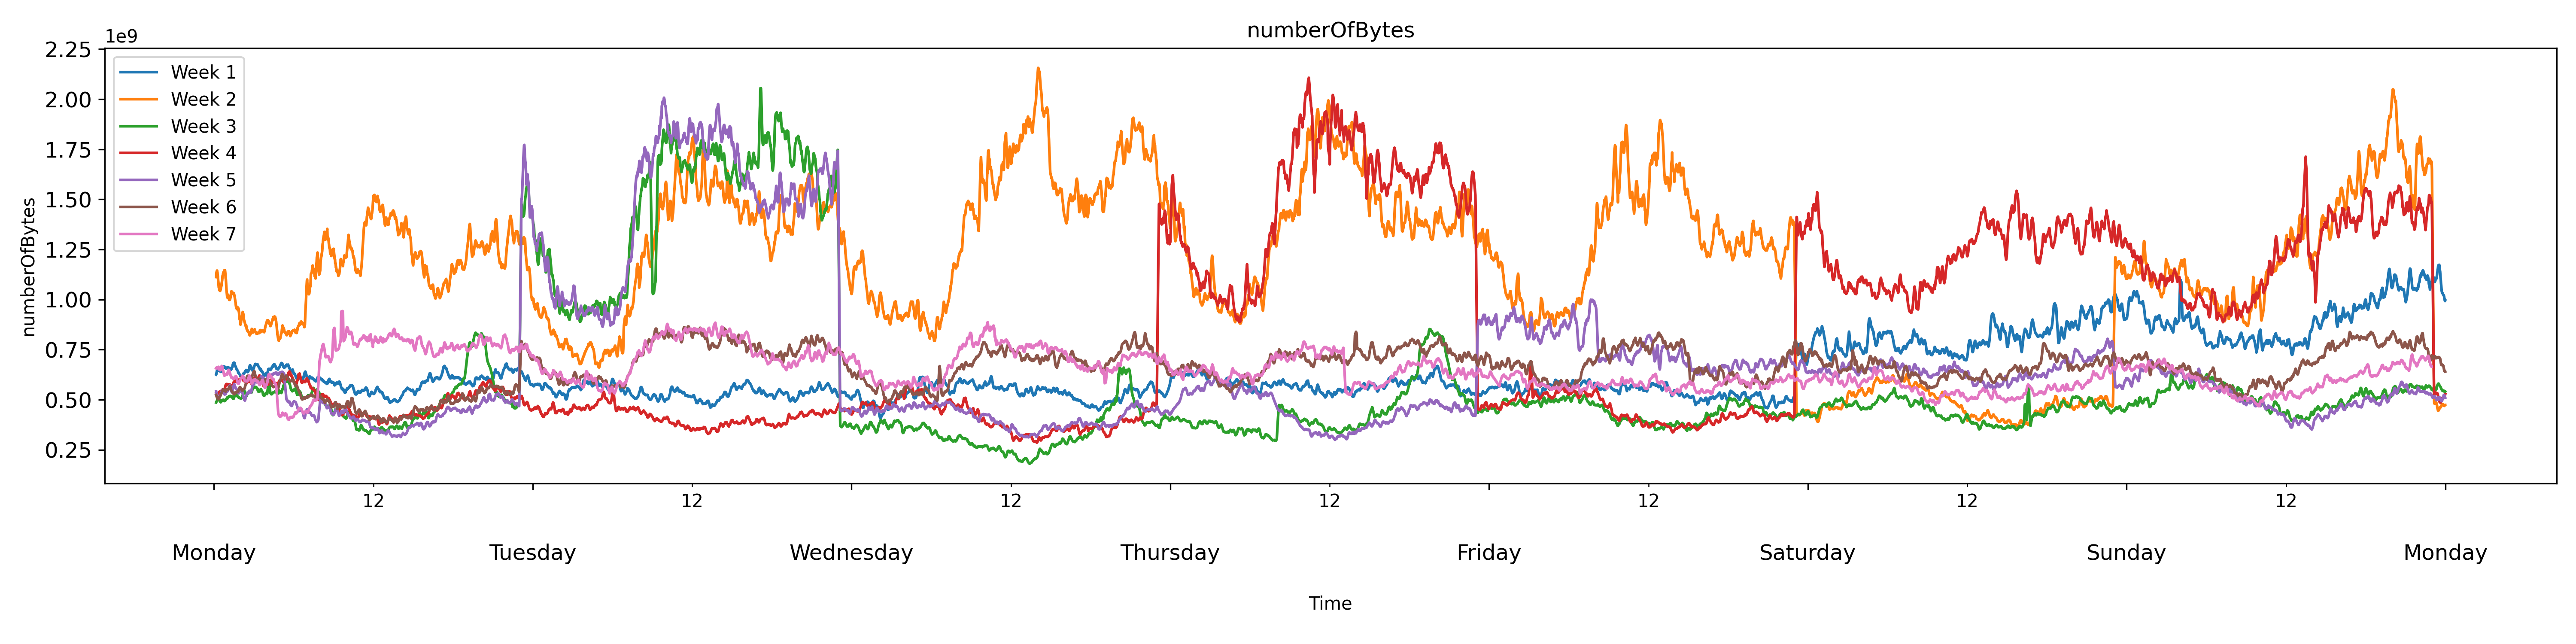 numberOfBytes
1e9
2.25
2.00
1.75
1.50
1.25
1.00
0.75
0.50
0.25
numberOfBytes
Week 1
Week 2
Week 3
Week 4
Week 5
Week 6
Week 7
12 12 12 12 12 12 12
Monday Tuesday Wednesday Thursday Friday Saturday Sunday Monday
Time